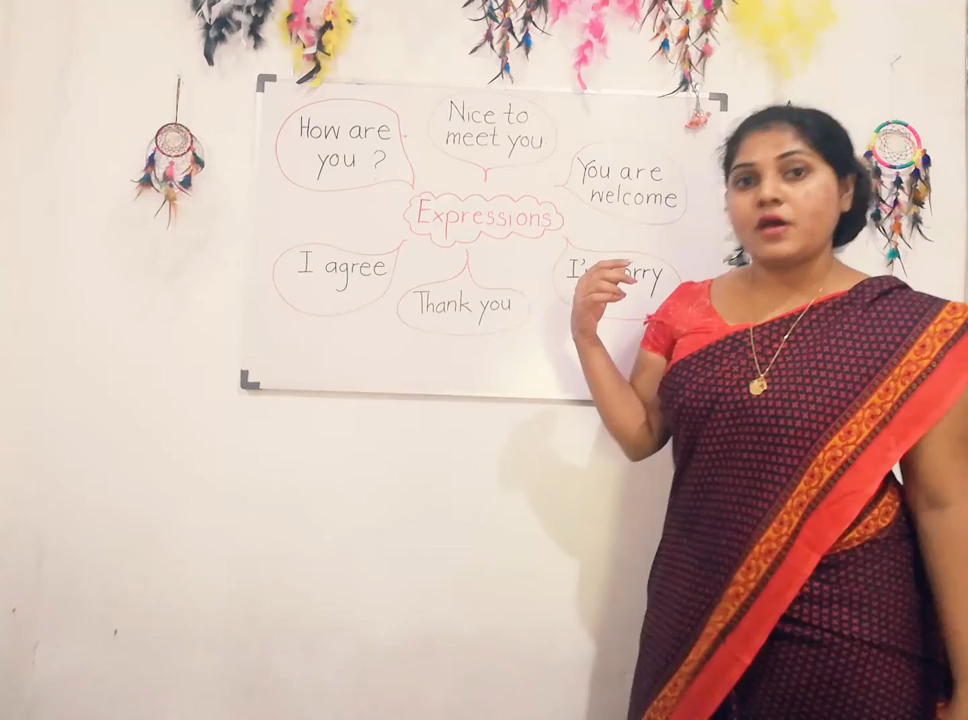 How are
you ?
Nice to
meet you
You are
welcome
Expressions
I agree
Thank you